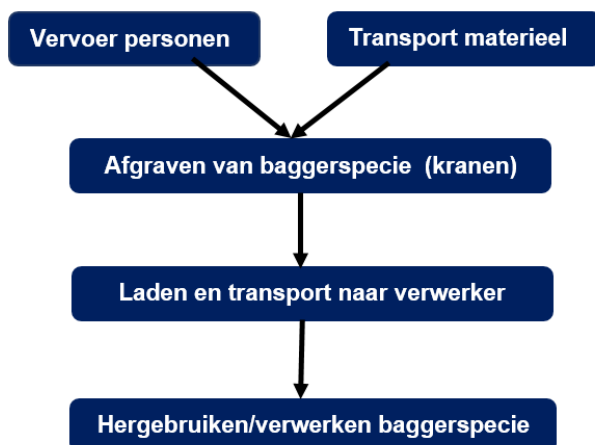 Vervoer personen
Transport materieel
Afgraven van baggerspecie (kranen)
Laden en transport naar verwerker
Hergebruiken/verwerken baggerspecie